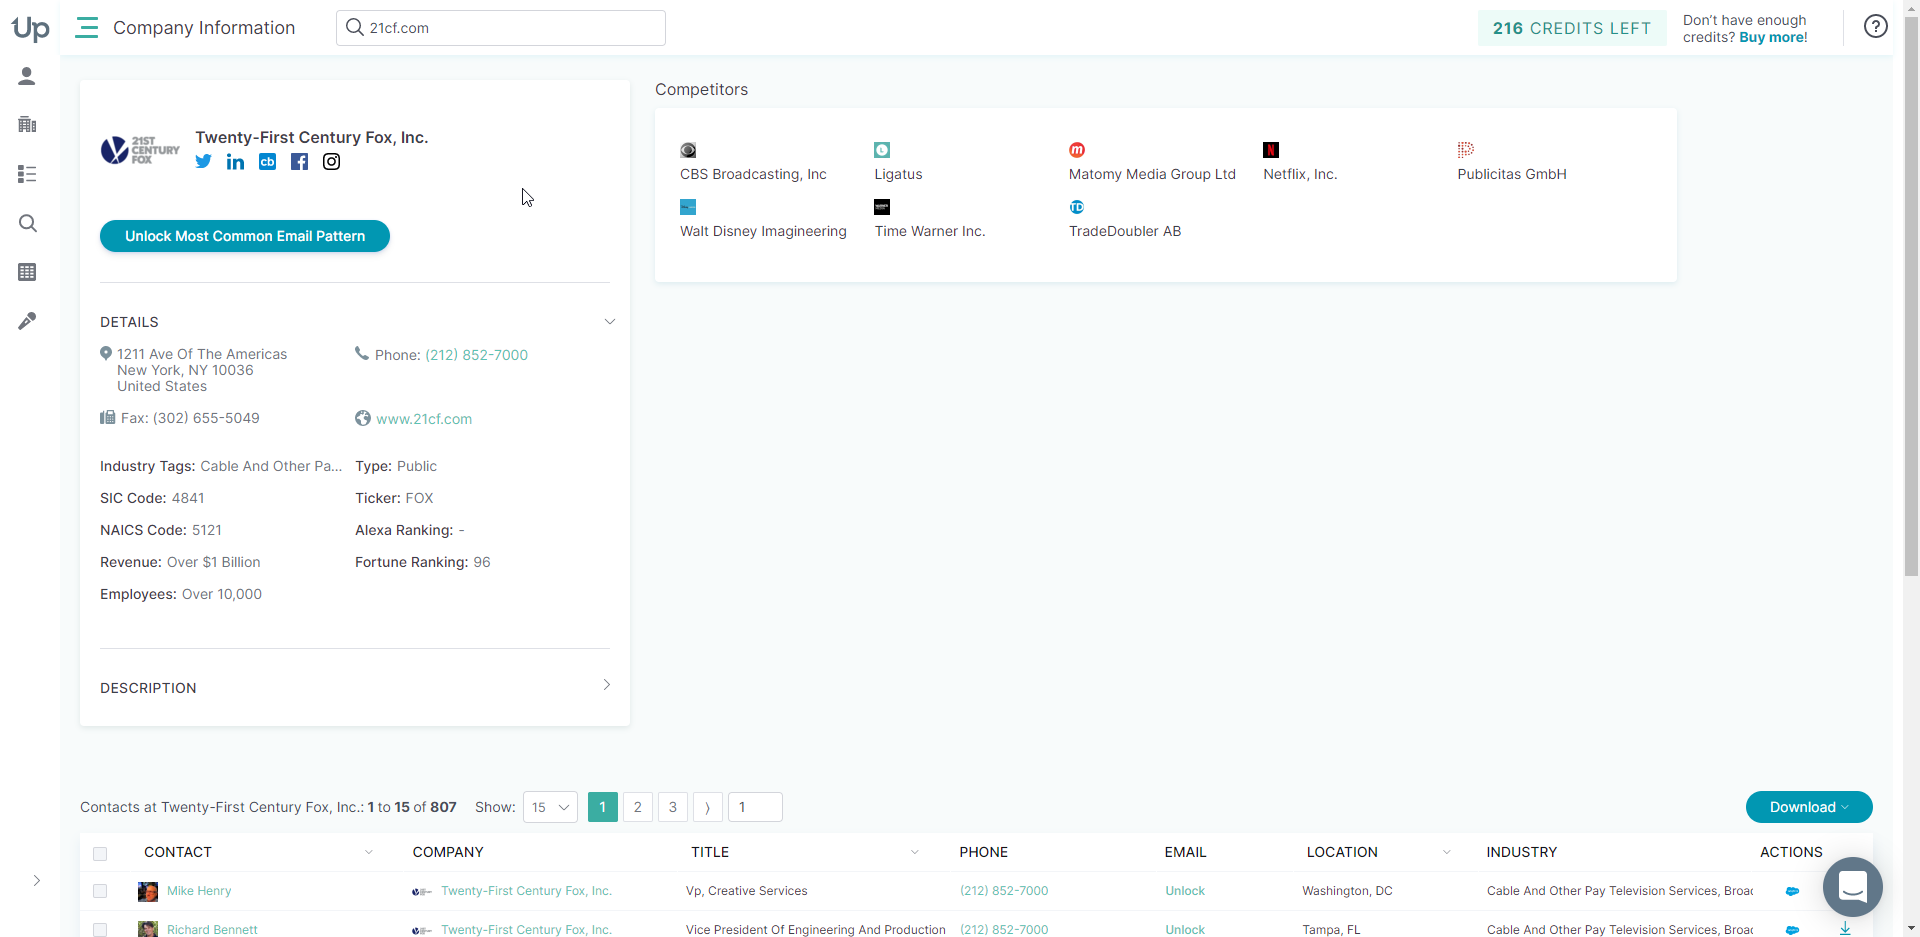 Up
Company Information
21cf.com
216 CREDITS LEFT
Don't have enough
credits? Buy more!
21ST
CENTURY
FOX
Twenty-First Century Fox, Inc.
Unlock Most Common Email Pattern
DETAILS
1211 Ave Of The Americas
New York, NY 10036
United States
Phone: (212) 852-7000
Fax: (302) 655-5049
www.21cf.com
Industry Tags: Cable And Other Pa...
Type: Public
SIC Code: 4841
Ticker: FOX
NAICS Code: 5121
Alexa Ranking: -
Revenue: Over $1 Billion
Fortune Ranking: 96
Employees: Over 10,000
DESCRIPTION
Competitors
CBS Broadcasting, Inc
Ligatus
Matomy Media Group Ltd
Netflix, Inc.
Publicitas GmbH
Walt Disney Imagineering
Time Warner Inc.
TD
TradeDoubler AB
Contacts at Twenty-First Century Fox, Inc.: 1 to 15 of 807
Show: 15
1 2 3 ⟩ 1
Download
CONTACT COMPANY TITLE PHONE EMAIL LOCATION INDUSTRY ACTIONS
Mike Henry Twenty-First Century Fox, Inc. Vp, Creative Services (212) 852-7000 Unlock Washington, DC Cable And Other Pay Television Services, Broad
Richard Bennett Twenty-First Century Fox, Inc. Vice President Of Engineering And Production (212) 852-7000 Unlock Tampa, FL Cable And Other Pay Television Services, Broad